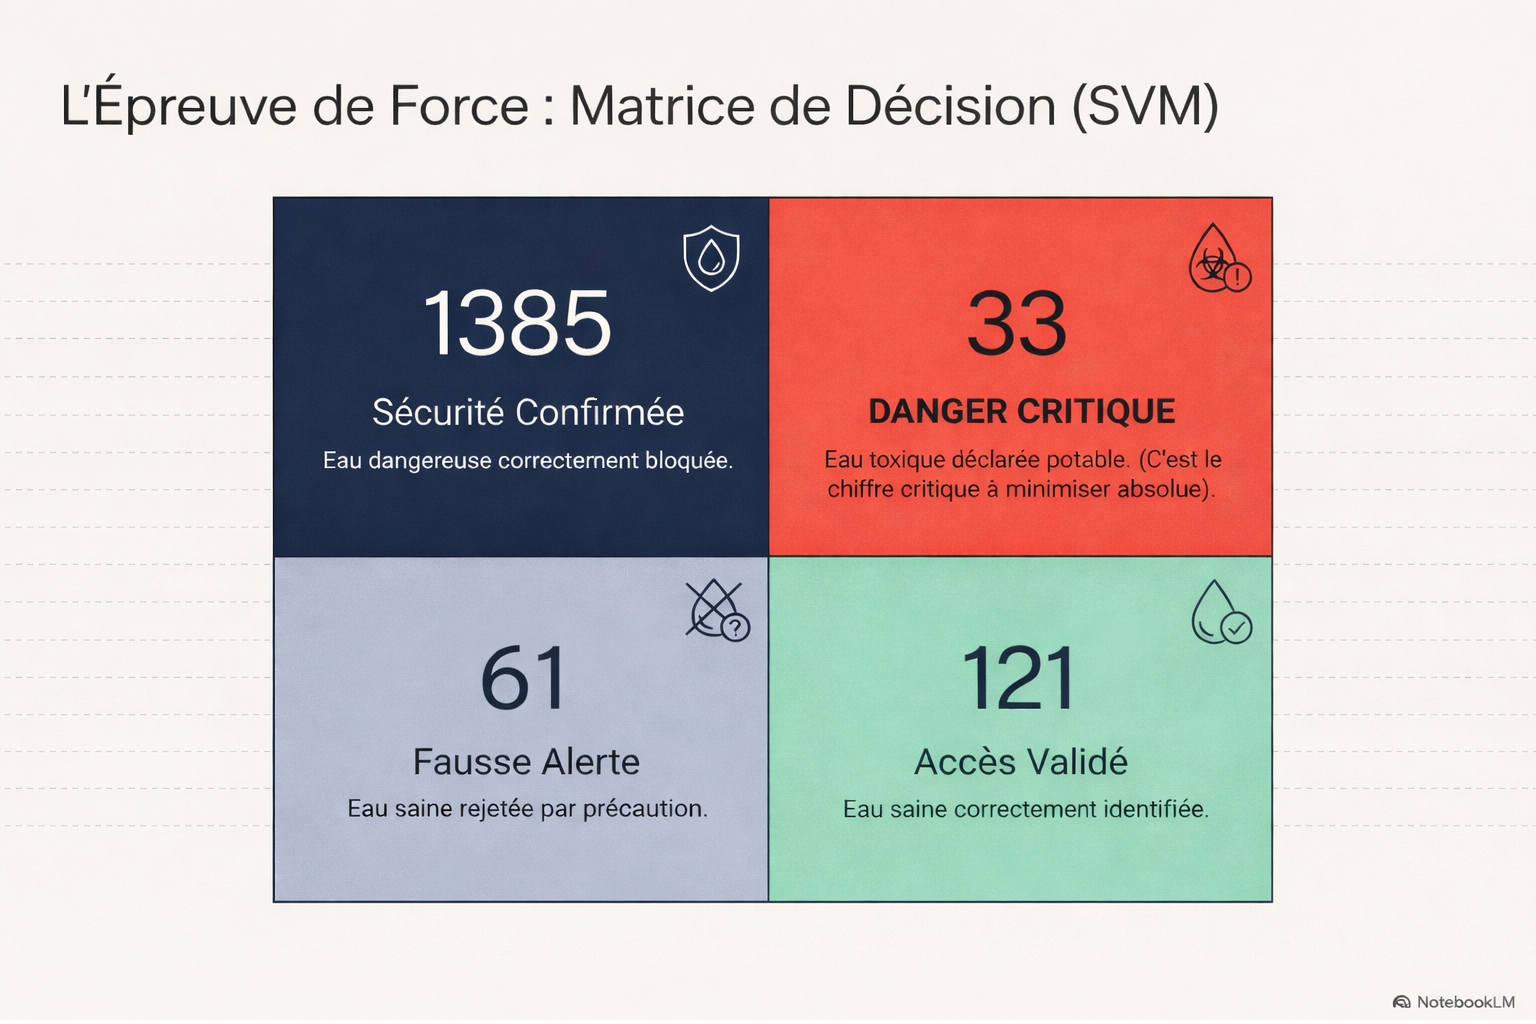 L'Épreuve de Force : Matrice de Décision (SVM)
1385
Sécurité Confirmée
Eau dangereuse correctement bloquée.
33
DANGER CRITIQUE
Eau toxique déclarée potable. (C'est le
chiffre critique à minimiser absolue).
61
Fausse Alerte
Eau saine rejetée par précaution.
121
Accès Validé
Eau saine correctement identifiée.
NotebookLM